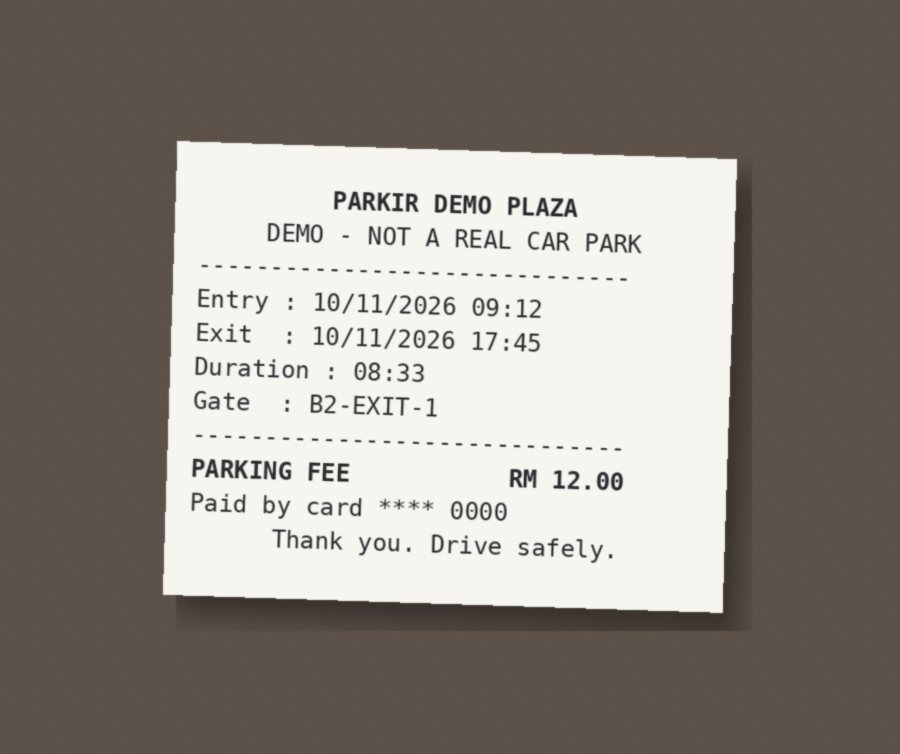 PARKIR DEMO PLAZA
DEMO - NOT A REAL CAR PARK
------------------------------
Entry : 10/11/2026 09:12
Exit  : 10/11/2026 17:45
Duration : 08:33
Gate  : B2-EXIT-1
------------------------------
PARKING FEE           RM 12.00
Paid by card **** 0000
Thank you. Drive safely.